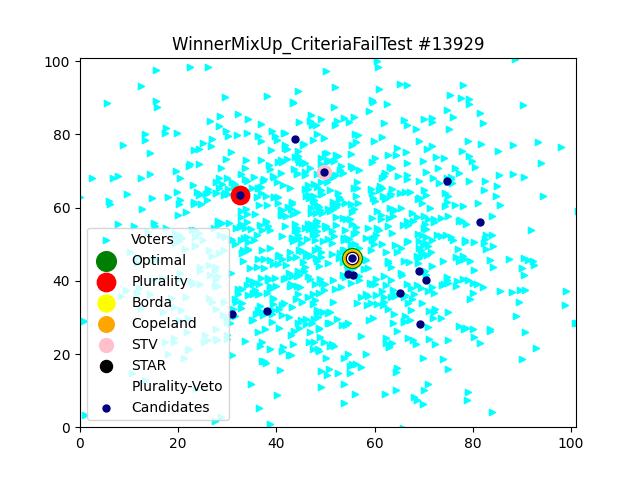 WinnerMixUp_CriteriaFailTest #13929
100
80
60
40
20
0
0
20
40
60
80
100
Voters
Optimal
Plurality
Borda
Copeland
STV
STAR
Plurality-Veto
Candidates